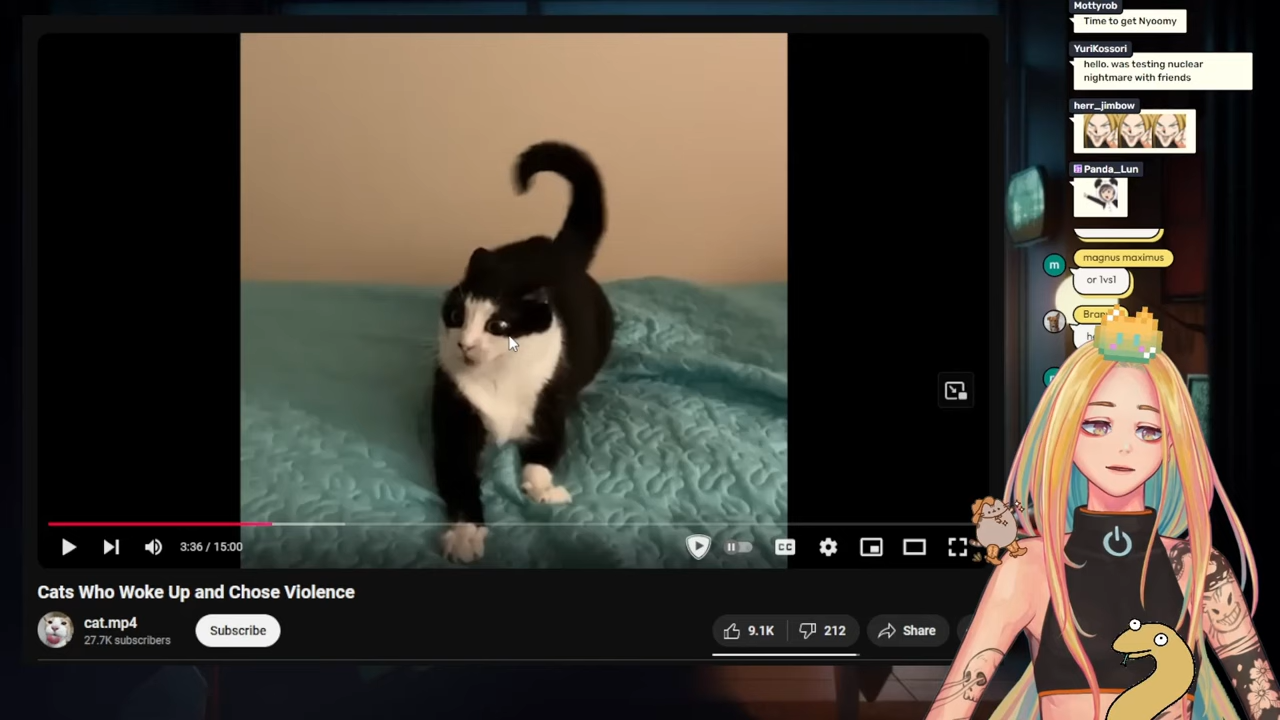 Mottyrob
Time to get Nyoomy
YuriKossori
hello. was testing nuclear
nightmare with friends
herr_jimbow
Panda_Lun
m
magnus maximus
or 1vs1
CC
3:36 / 15:00
Cats Who Woke Up and Chose Violence
cat.mp4
27.7K subscribers
Subscribe
9.1K
212
Share